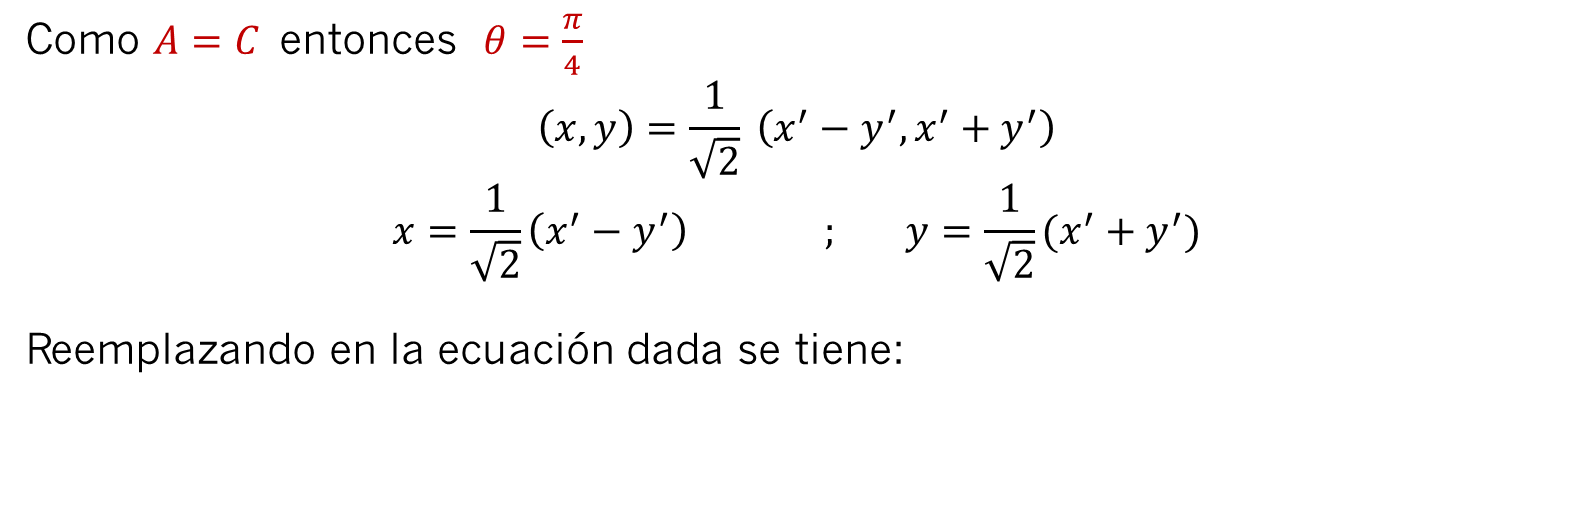 Como A = C entonces θ = π/4
(x, y) = 1/√2 (x′ − y′, x′ + y′)
x = 1/√2 (x′ − y′) ; y = 1/√2 (x′ + y′)
Reemplazando en la ecuación dada se tiene: